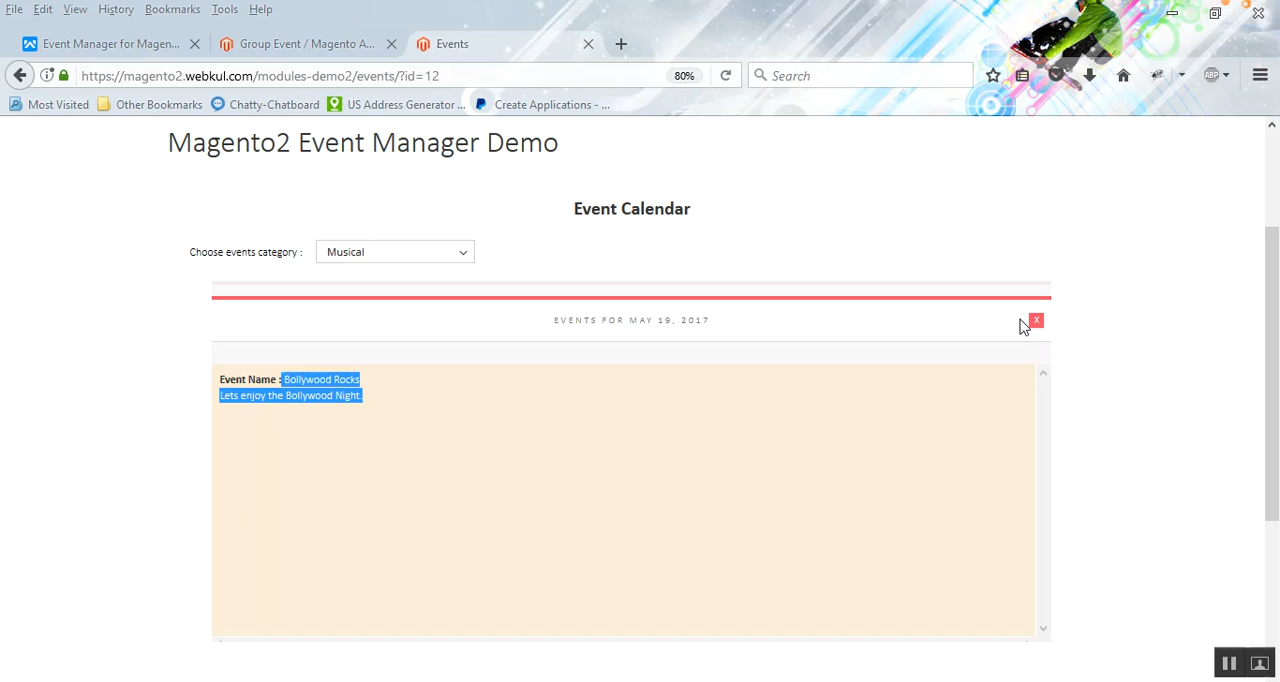 File Edit View History Bookmarks Tools Help
Event Manager for Magen... Group Event / Magento A... Events
https://magento2.webkul.com/module-demo2/events/?id=12 80% Search
Most Visited Other Bookmarks Chatty-Chatboard US Address Generator ... Create Applications - ...
Magento2 Event Manager Demo
Event Calendar
Choose events category : Musical
EVENTS FOR MAY 19, 2017 X
Event Name : Bollywood Rocks
Lets enjoy the Bollywood Night.